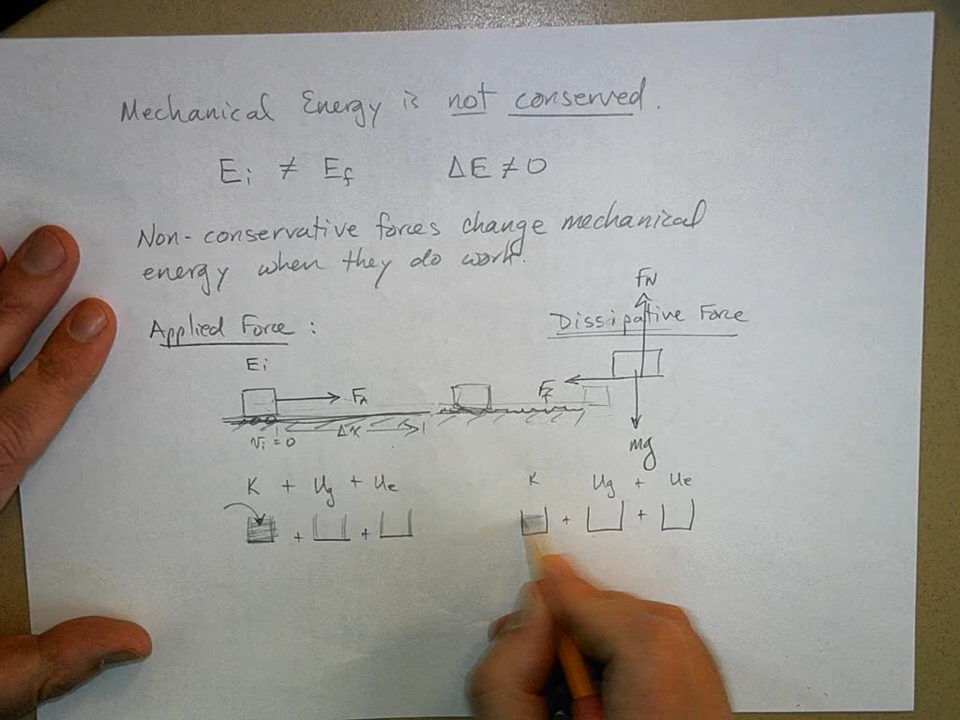 Mechanical Energy is not conserved.
Ei ≠ Ef ΔE ≠ 0
Non-conservative forces change mechanical
energy when they do work.
FN
Applied Force : Dissipative Force
Ei
FA Ff
vi = 0 Δx mg
K + Ug + Ue K Ug + Ue
+ + + +